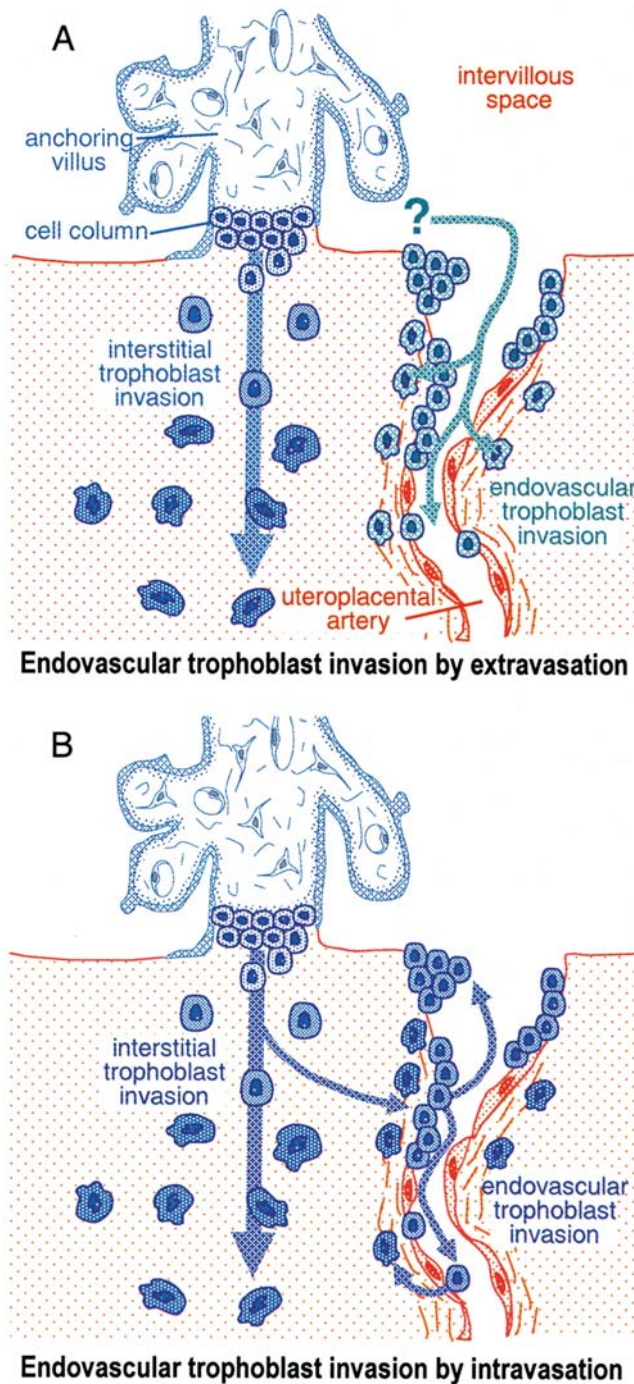 A
intervillous
space
anchoring
villus
cell column
?
interstitial
trophoblast
invasion
endovascular
trophoblast
invasion
uteroplacental
artery
Endovascular trophoblast invasion by extravasation
B
interstitial
trophoblast
invasion
endovascular
trophoblast
invasion
Endovascular trophoblast invasion by intravasation